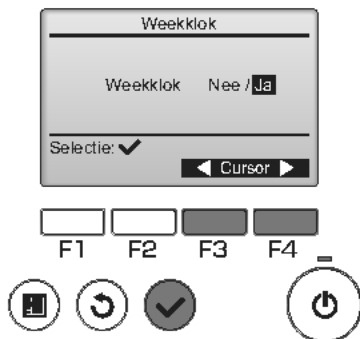 Weekklok
Weekklok Nee / Ja
Selectie:
Cursor
F1 F2 F3 F4